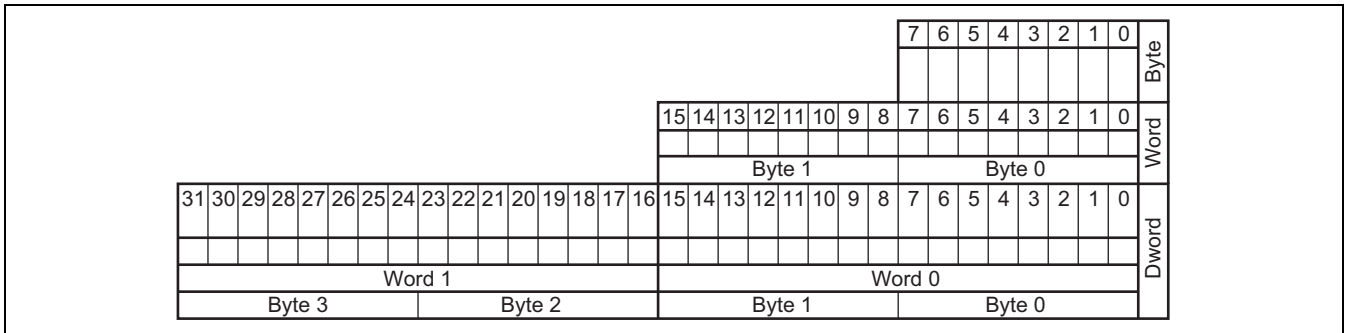 7 6 5 4 3 2 1 0
Byte
15 14 13 12 11 10 9 8 7 6 5 4 3 2 1 0
Word
Byte 1 Byte 0
31 30 29 28 27 26 25 24 23 22 21 20 19 18 17 16 15 14 13 12 11 10 9 8 7 6 5 4 3 2 1 0
Dword
Word 1 Word 0
Byte 3 Byte 2 Byte 1 Byte 0